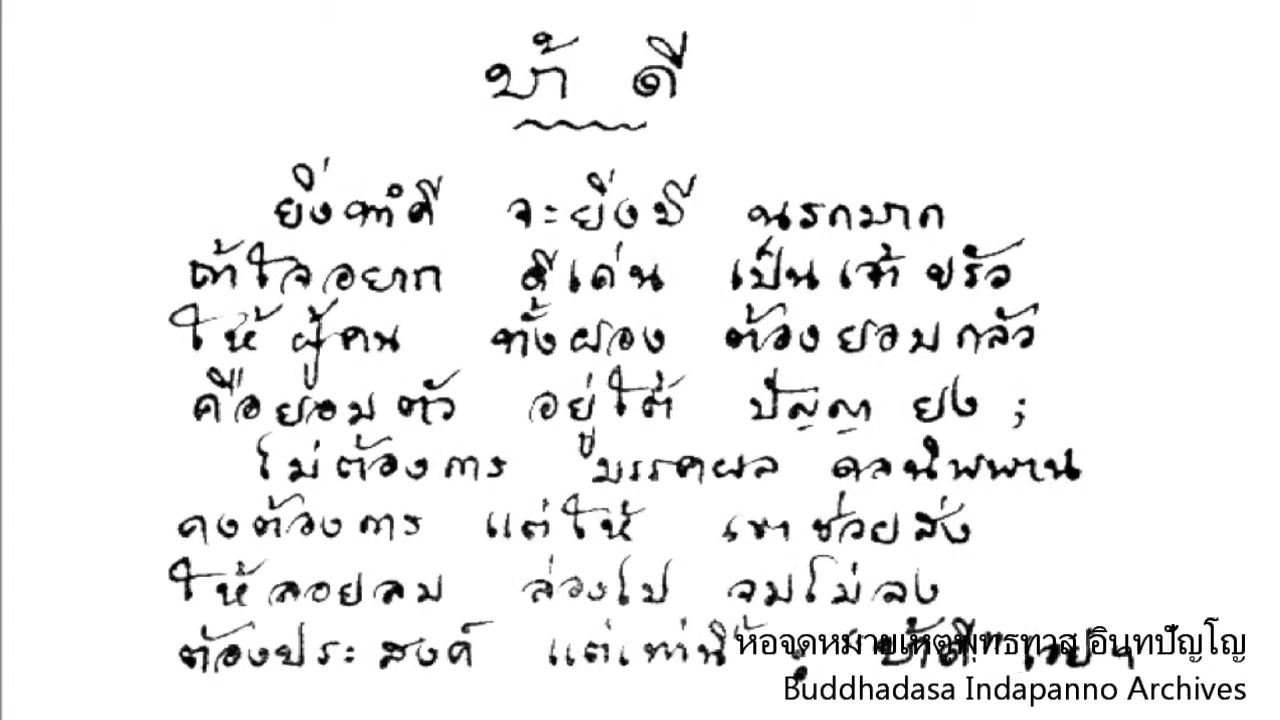 บ้า ดี
ยิ่งทำดี จะยิ่งมี นรกมาก
ถ้าใจอยาก ดีเด่น เป็นเจ้าขรัว
ให้ผู้คน ทั้งผอง ต้องยอมกลัว
คือยอมตัว อยู่ใต้ ปัญญา ยง ;
ไม่ต้องการ มรรคผล ดลนิพพาน
คงต้องการ แต่ให้ เขาช่วยส่ง
ให้ลอยลม ล่วงไป จมไม่ลง
ต้องประสงค์ แต่เท่านี้ : บ้าดี
หอจดหมายเหตุพุทธทาส อินทปัญโญ
Buddhadasa Indapanno Archives